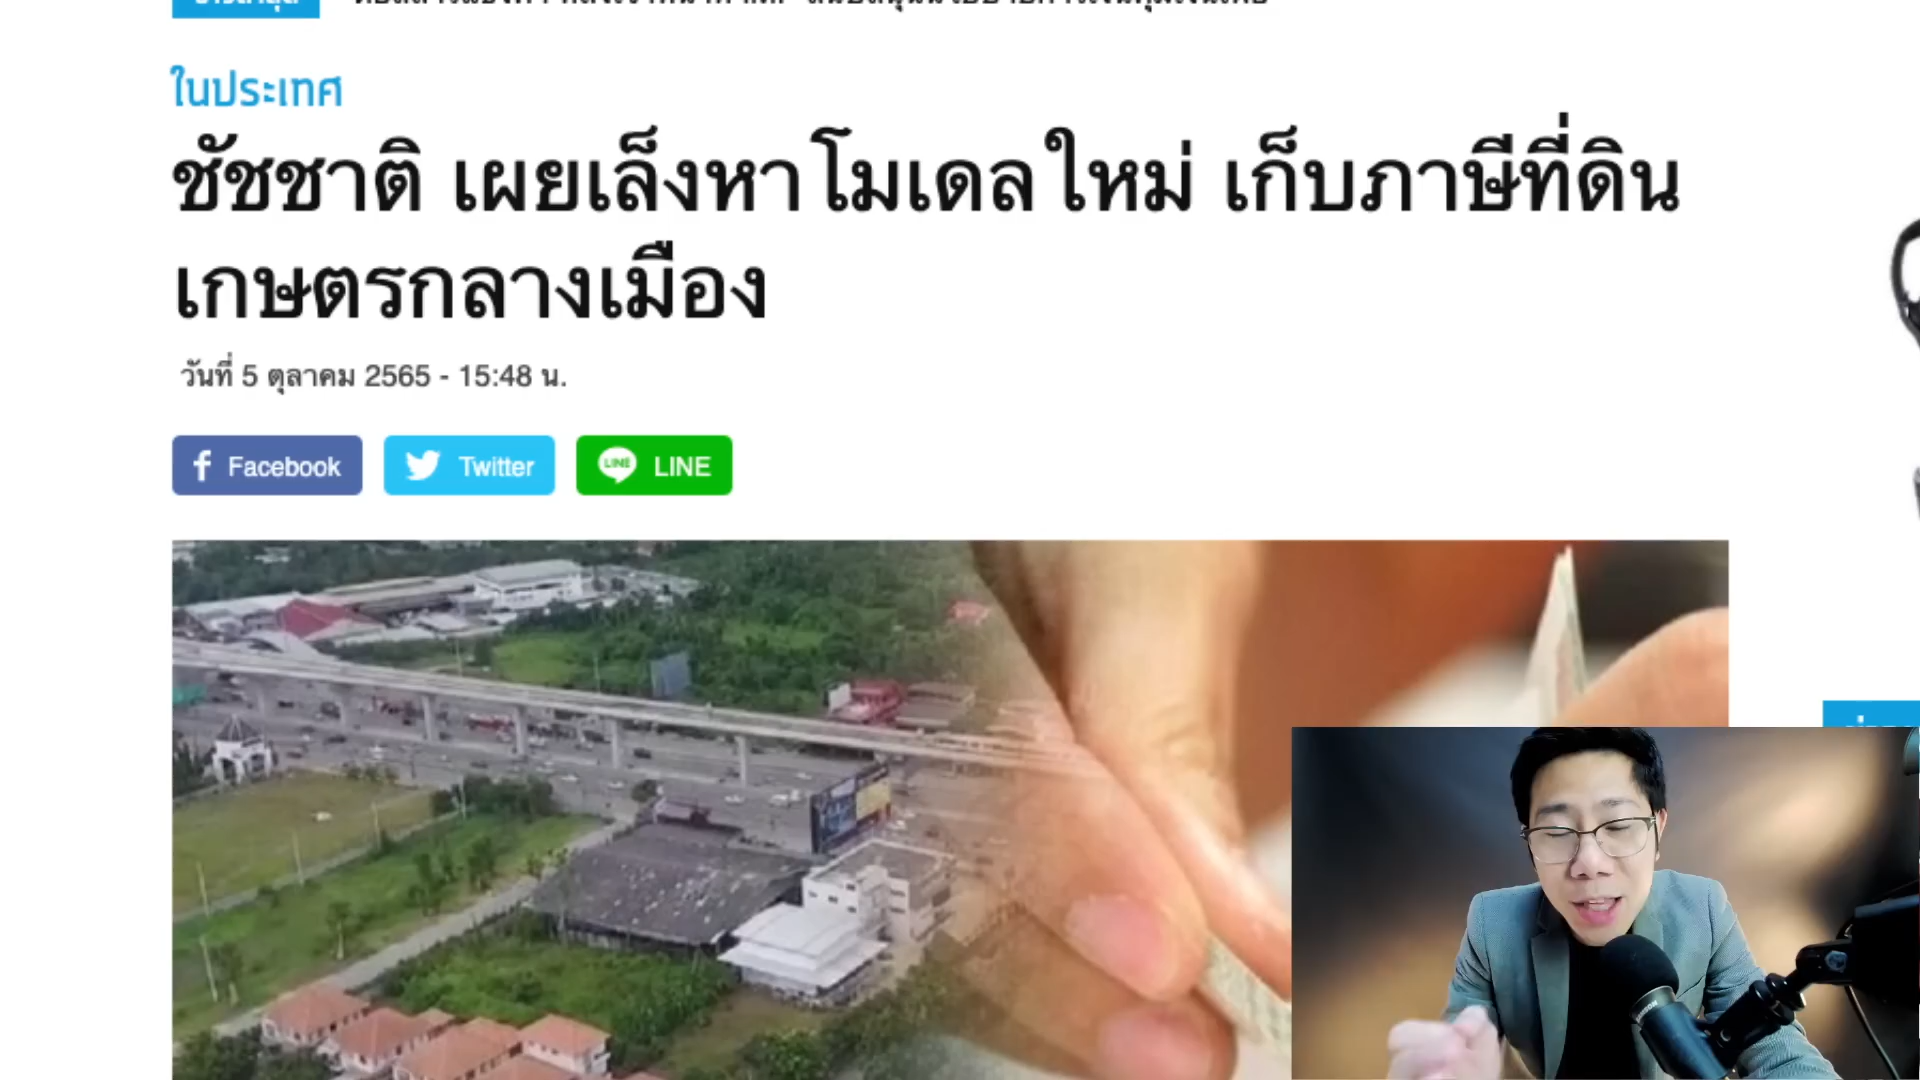 ในประเทศ
ชัชชาติ เผยเล็งหาโมเดลใหม่ เก็บภาษีที่ดิน
เกษตรกลางเมือง
วันที่ 5 ตุลาคม 2565 - 15:48 น.
Facebook Twitter LINE LINE